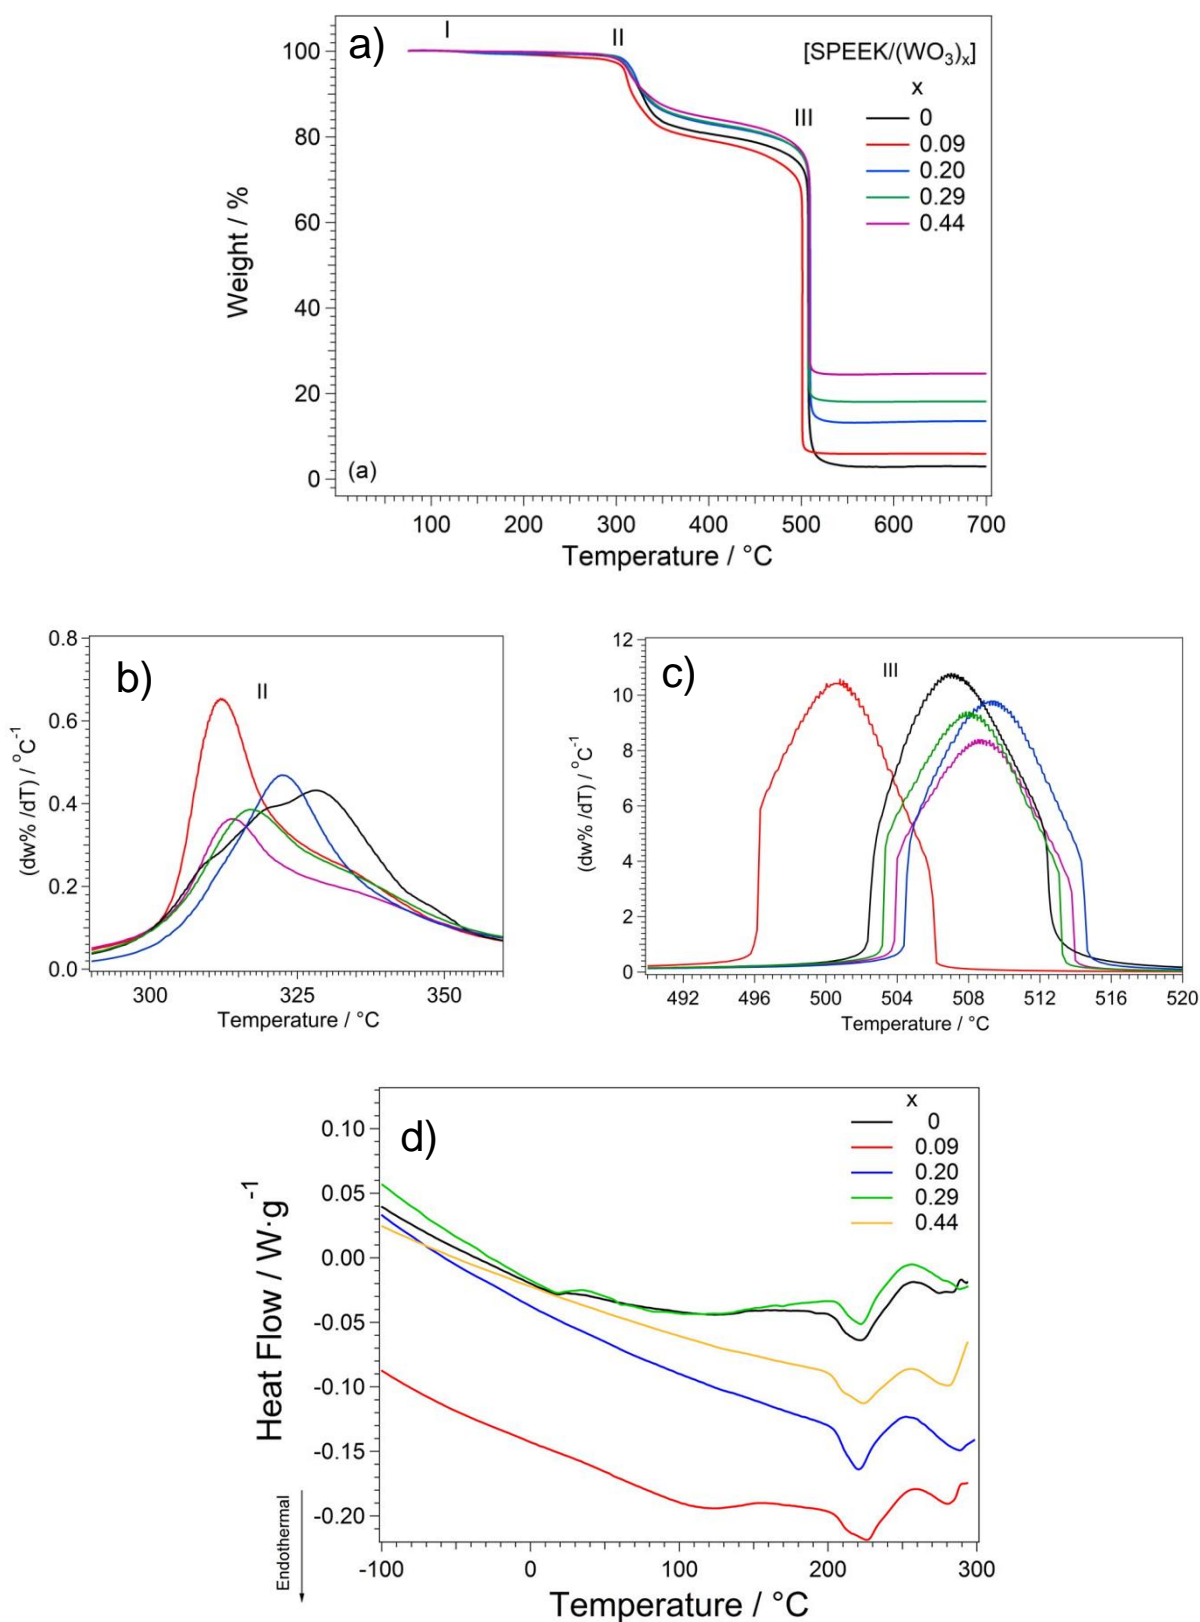 a)
I
II
III
[SPEEK/(WO₃)ₓ]
x
0
0.09
0.20
0.29
0.44
100
80
60
40
20
0
Weight / %
(a)
100 200 300 400 500 600 700
Temperature / °C
b)
II
0.8
0.6
0.4
0.2
0.0
(dw% /dT) / °C⁻¹
300 325 350
Temperature / °C
c)
III
12
10
8
6
4
2
0
(dw% /dT) / °C⁻¹
492 496 500 504 508 512 516 520
Temperature / °C
d)
x
0
0.09
0.20
0.29
0.44
0.10
0.05
0.00
-0.05
-0.10
-0.15
-0.20
Heat Flow / W·g⁻¹
Endothermal
-100 0 100 200 300
Temperature / °C